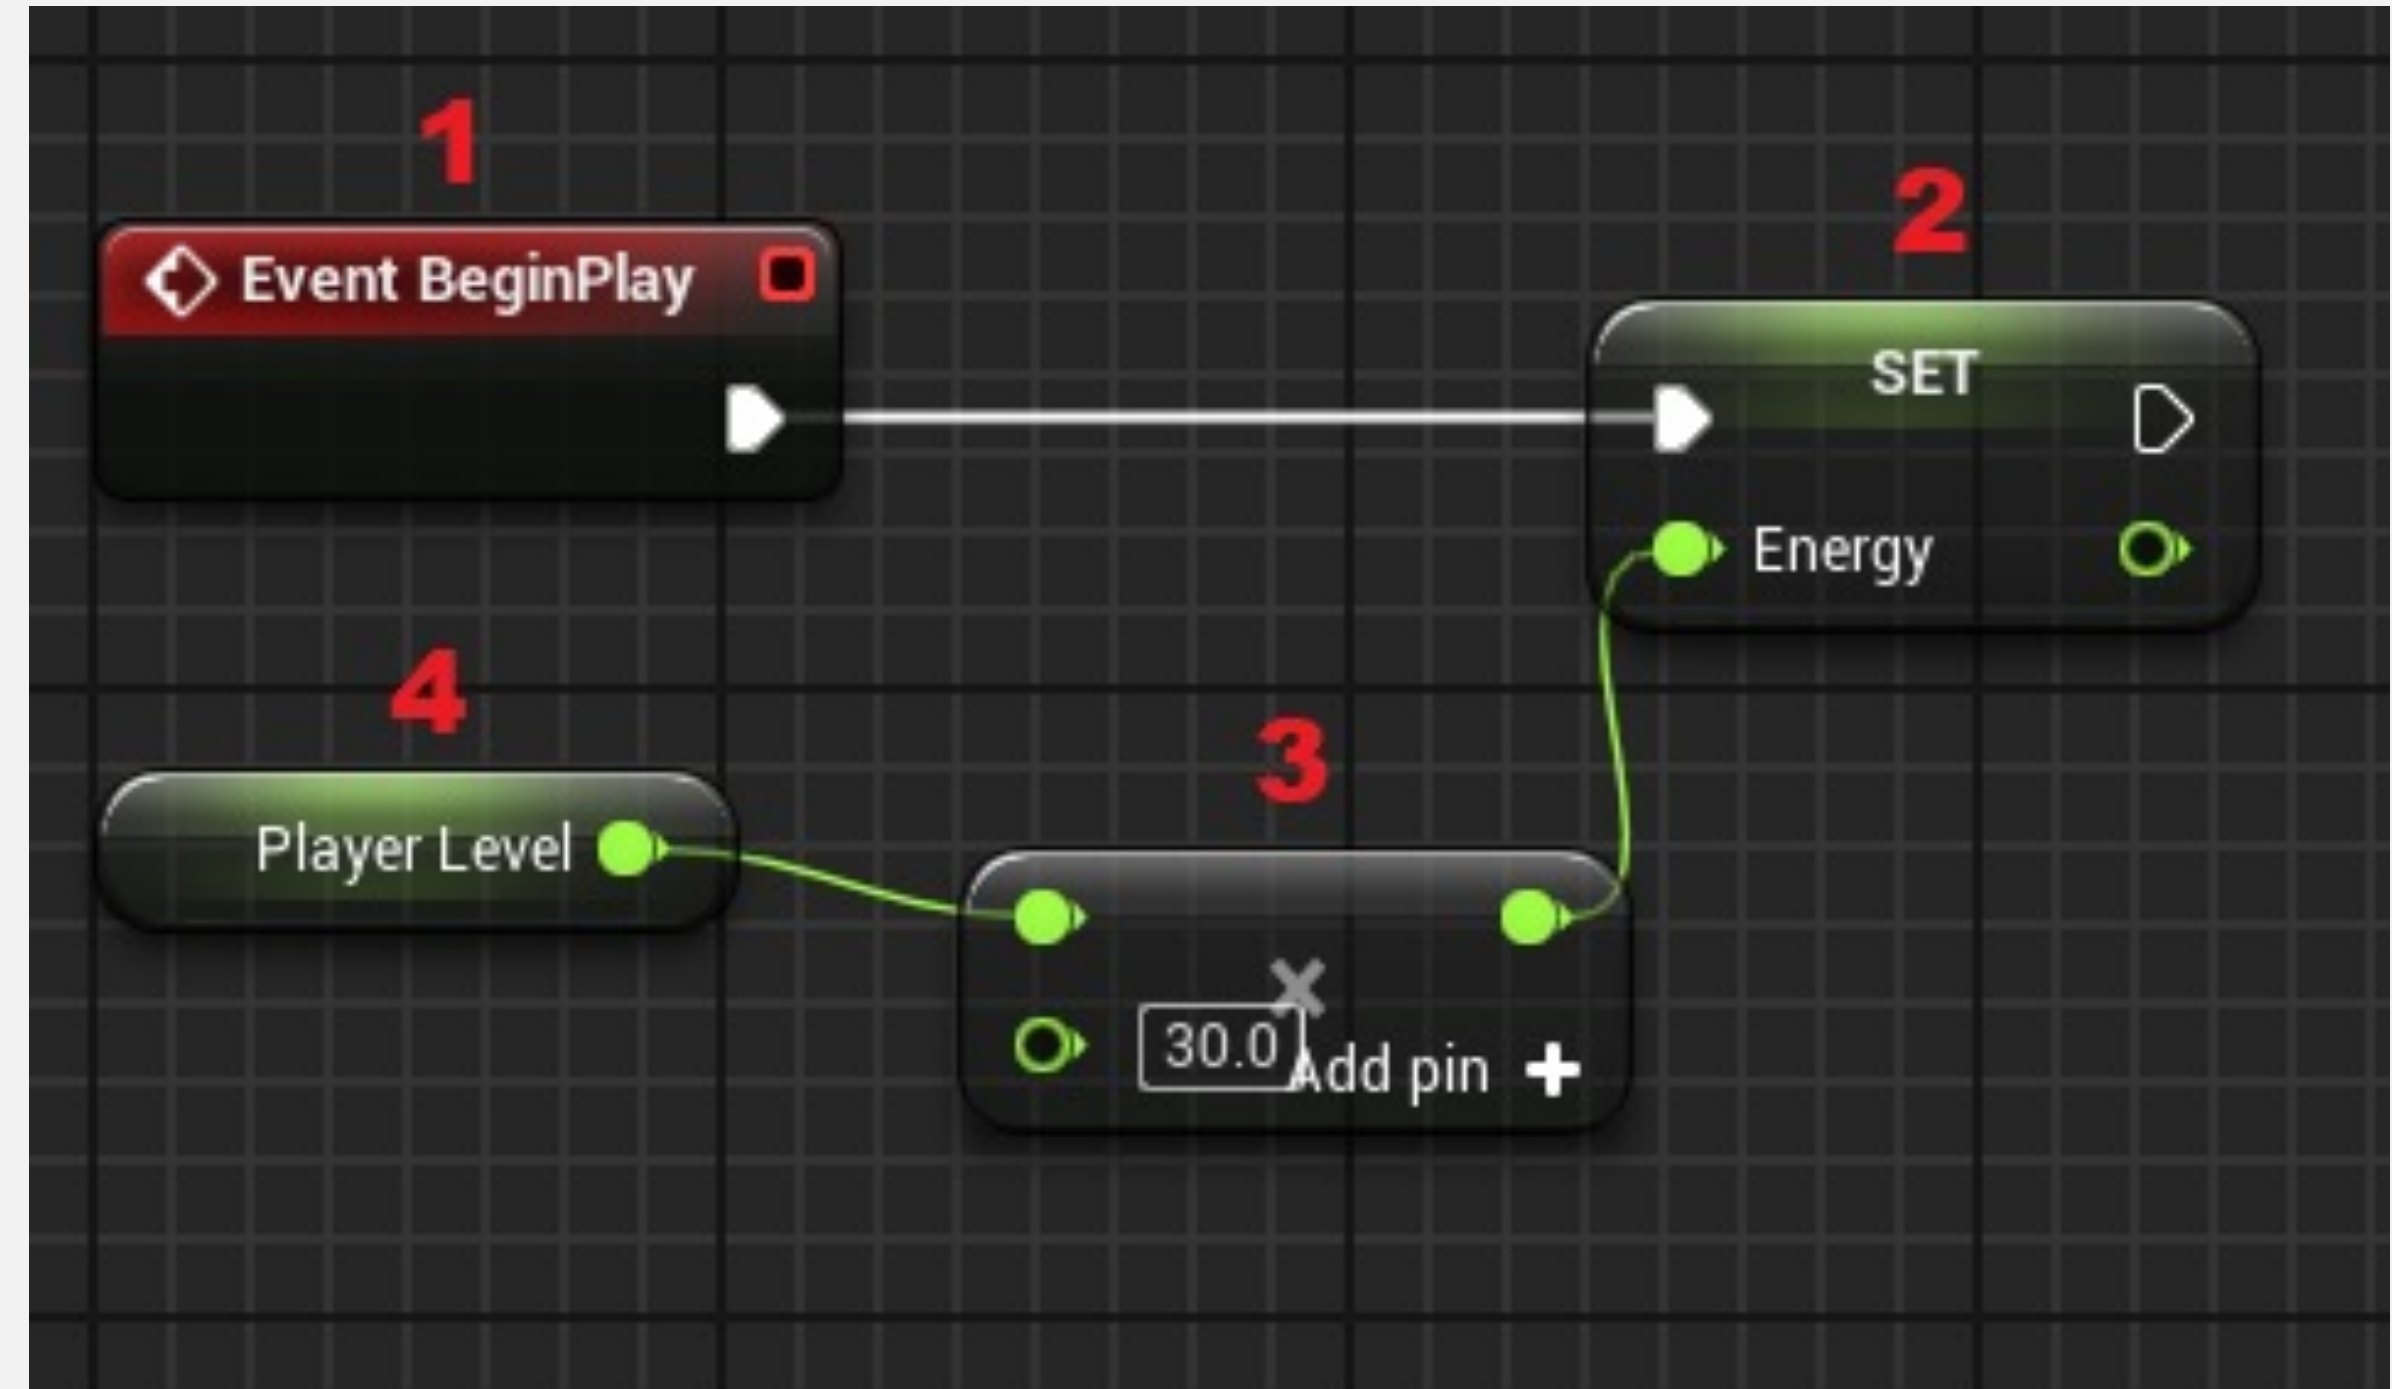 1
Event BeginPlay
2
SET
Energy
4
Player Level
3
×
30.0
Add pin +